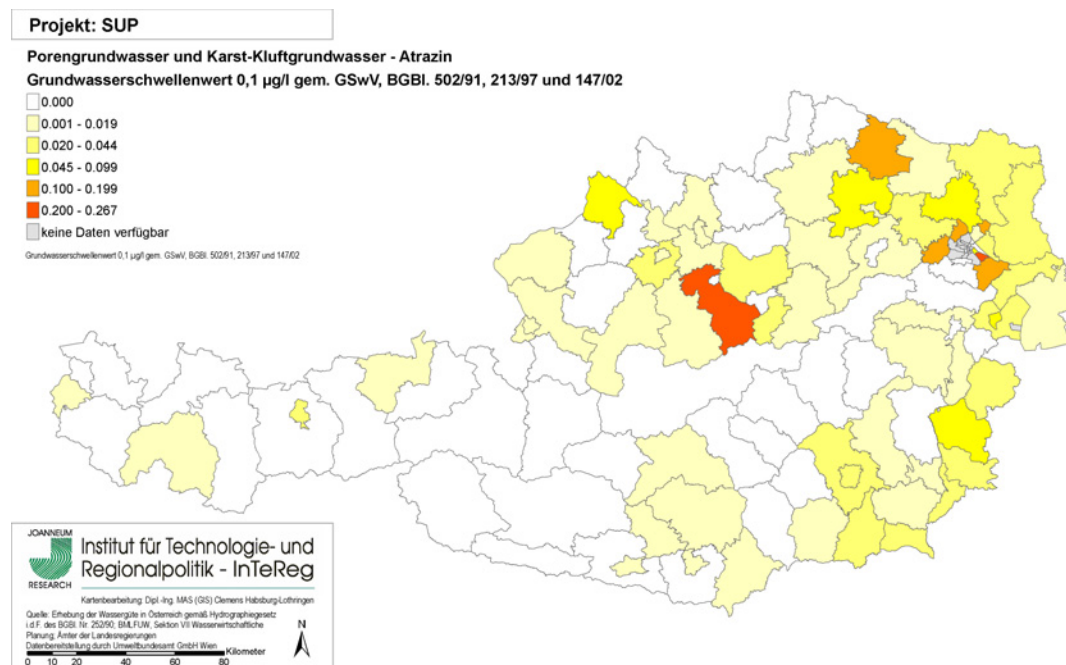 Projekt: SUP
Porengrundwasser und Karst-Kluftgrundwasser - Atrazin
Grundwasserschwellenwert 0,1 µg/l gem. GSwV, BGBl. 502/91, 213/97 und 147/02
0.000
0.001 - 0.019
0.020 - 0.044
0.045 - 0.099
0.100 - 0.199
0.200 - 0.267
keine Daten verfügbar
Grundwasserschwellenwert 0,1 µg/l gem. GSwV, BGBl. 502/91, 213/97 und 147/02
JOANNEUM
RESEARCH
Institut für Technologie- und
Regionalpolitik - InTeReg
Kartenbearbeitung: Dipl.-Ing. MAS (GIS) Clemens Habsburg-Lothringen
Quelle: Erhebung der Wassergüte in Österreich gemäß Hydrographiegesetz
i.d.F. des BGBl. Nr. 252/90; BMLFUW, Sektion VII Wasserwirtschaftliche
Planung; Ämter der Landesregierungen
Datenbereitstellung durch Umweltbundesamt GmbH Wien
N
Kilometer
0 10 20 40 60 80